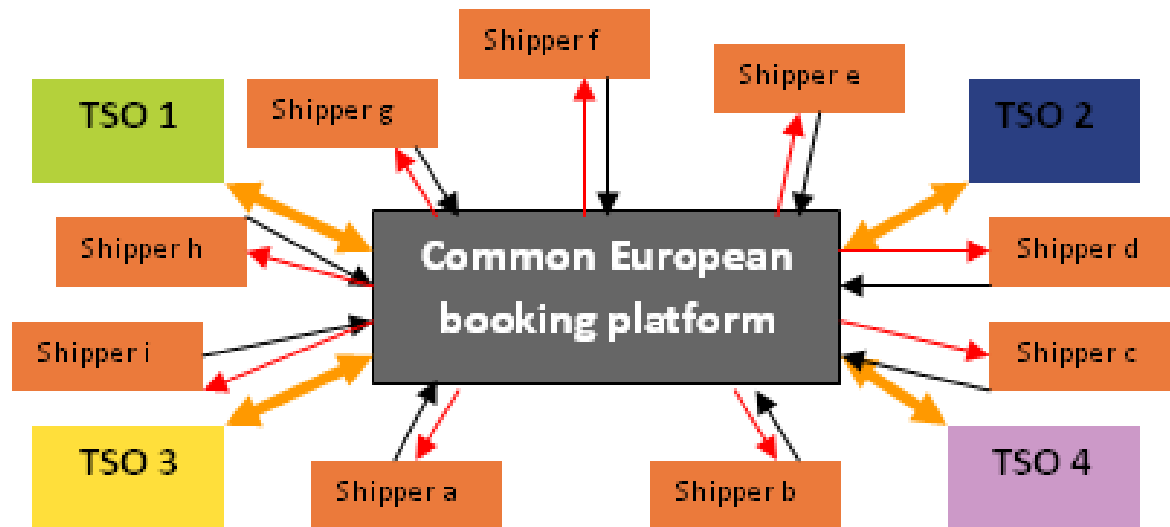 Shipper f
Shipper e
TSO 1
Shipper g
TSO 2
Shipper h
Common European
booking platform
Shipper d
Shipper i
Shipper c
TSO 3
Shipper a
Shipper b
TSO 4